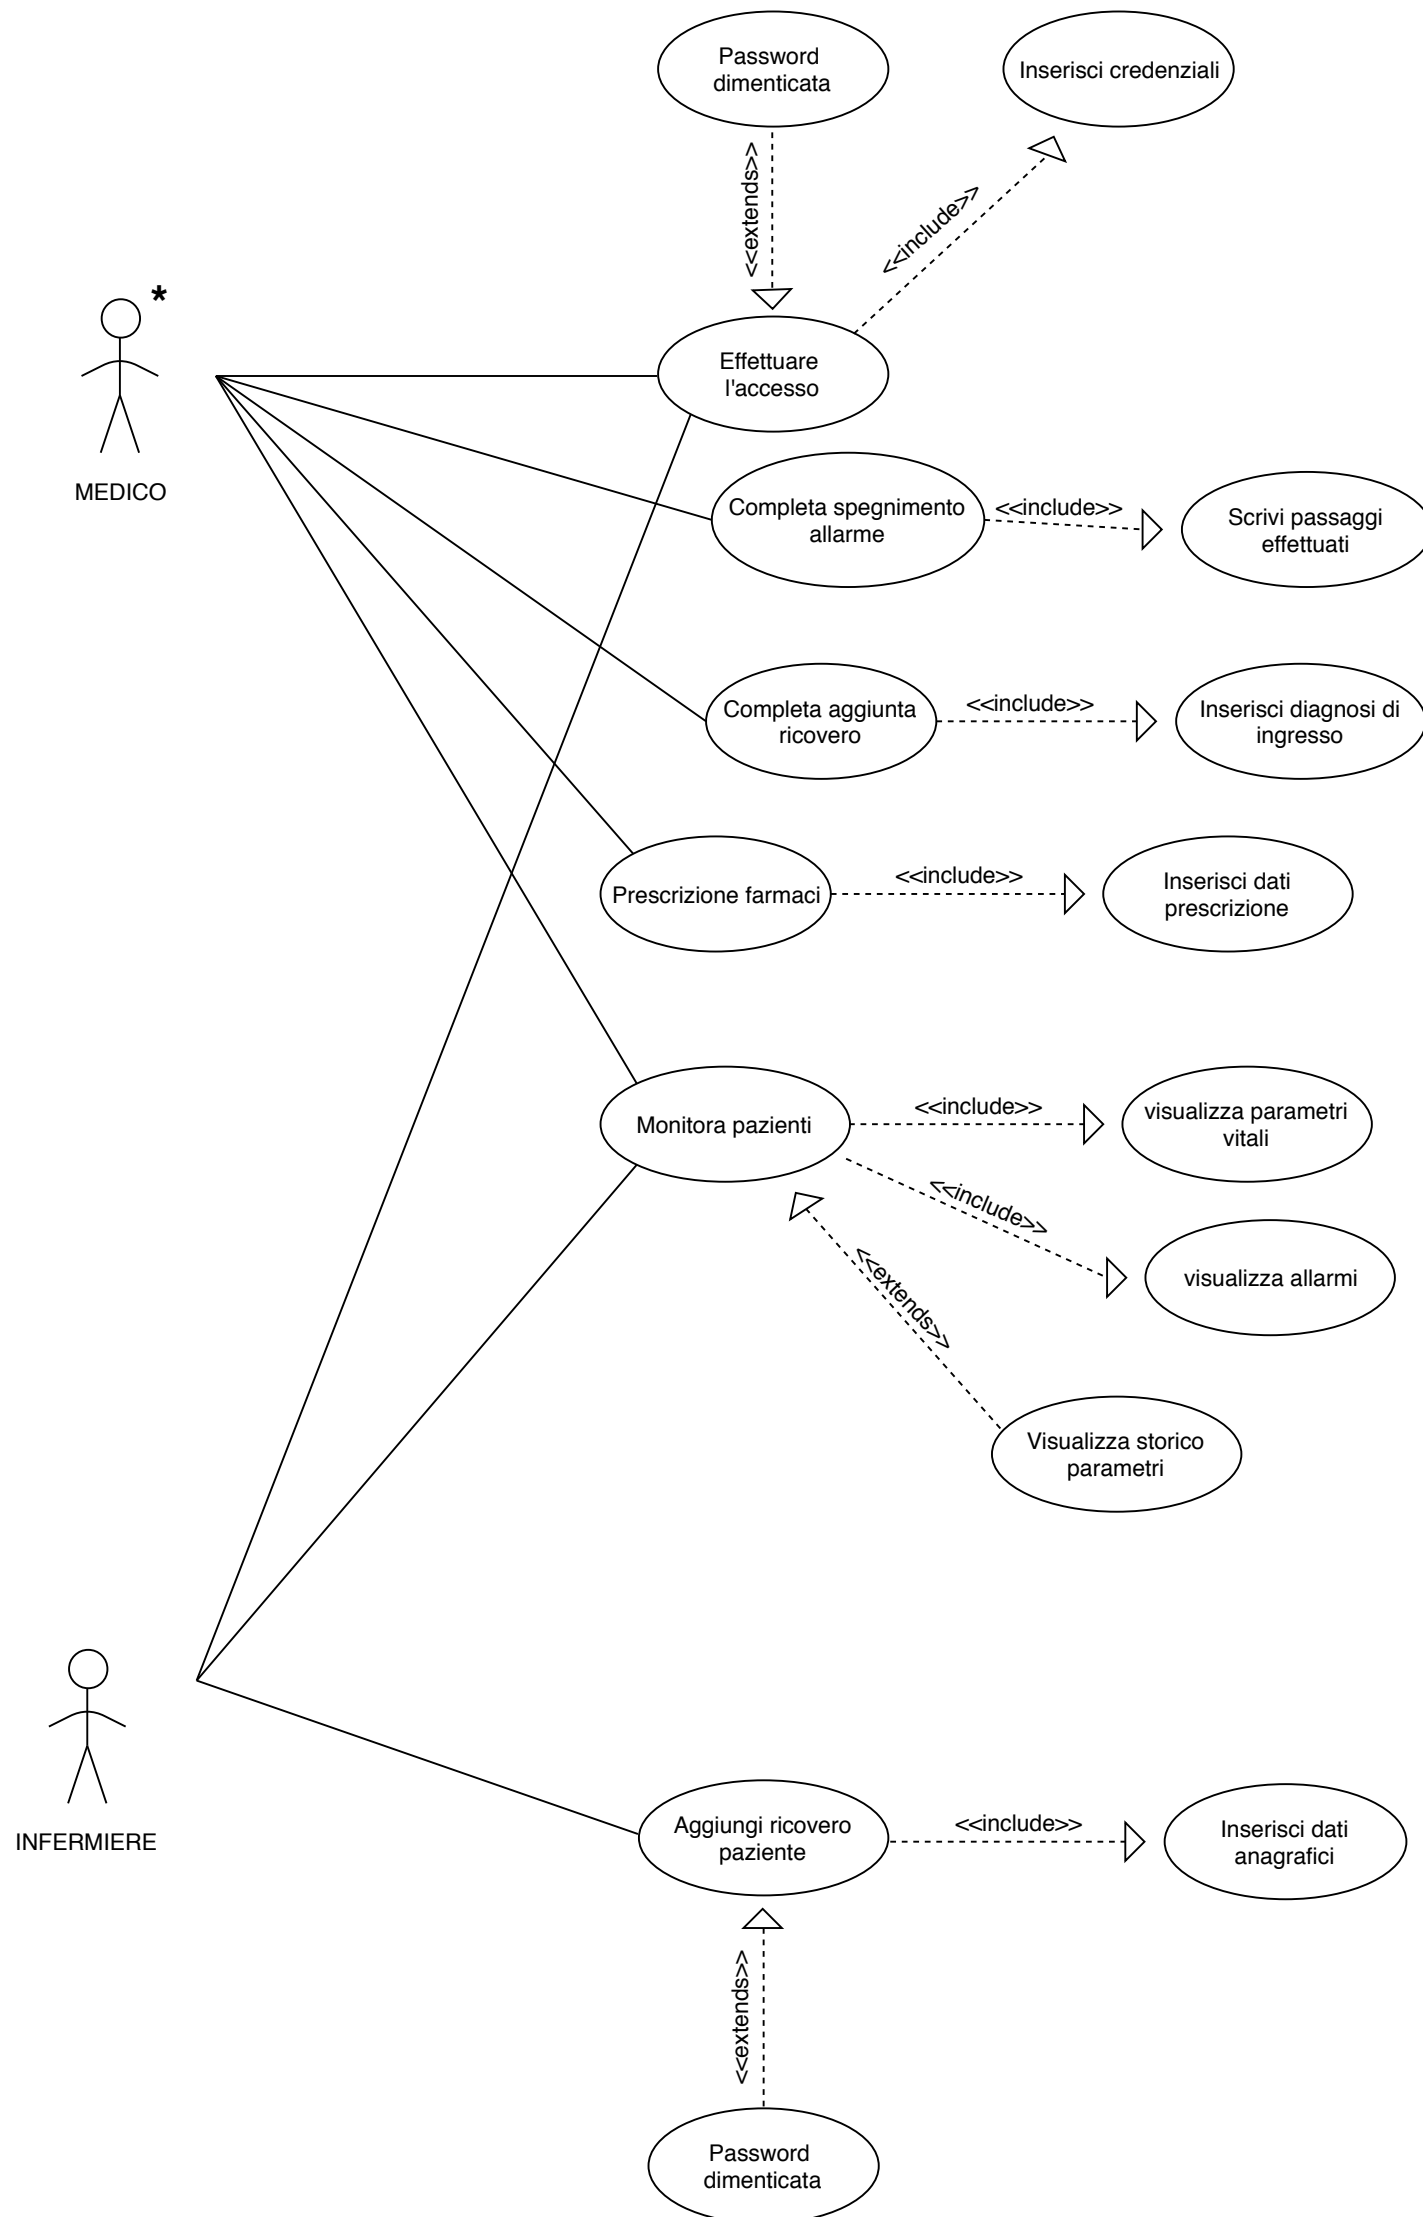 Password
dimenticata
Inserisci credenziali
<<extends>>
<<include>>
*
MEDICO
Effettuare
l'accesso
Completa spegnimento
allarme
<<include>>
Scrivi passaggi
effettuati
Completa aggiunta
ricovero
<<include>>
Inserisci diagnosi di
ingresso
Prescrizione farmaci
<<include>>
Inserisci dati
prescrizione
Monitora pazienti
<<include>>
visualizza parametri
vitali
<<include>>
visualizza allarmi
<<extends>>
Visualizza storico
parametri
INFERMIERE
Aggiungi ricovero
paziente
<<include>>
Inserisci dati
anagrafici
<<extends>>
Password
dimenticata